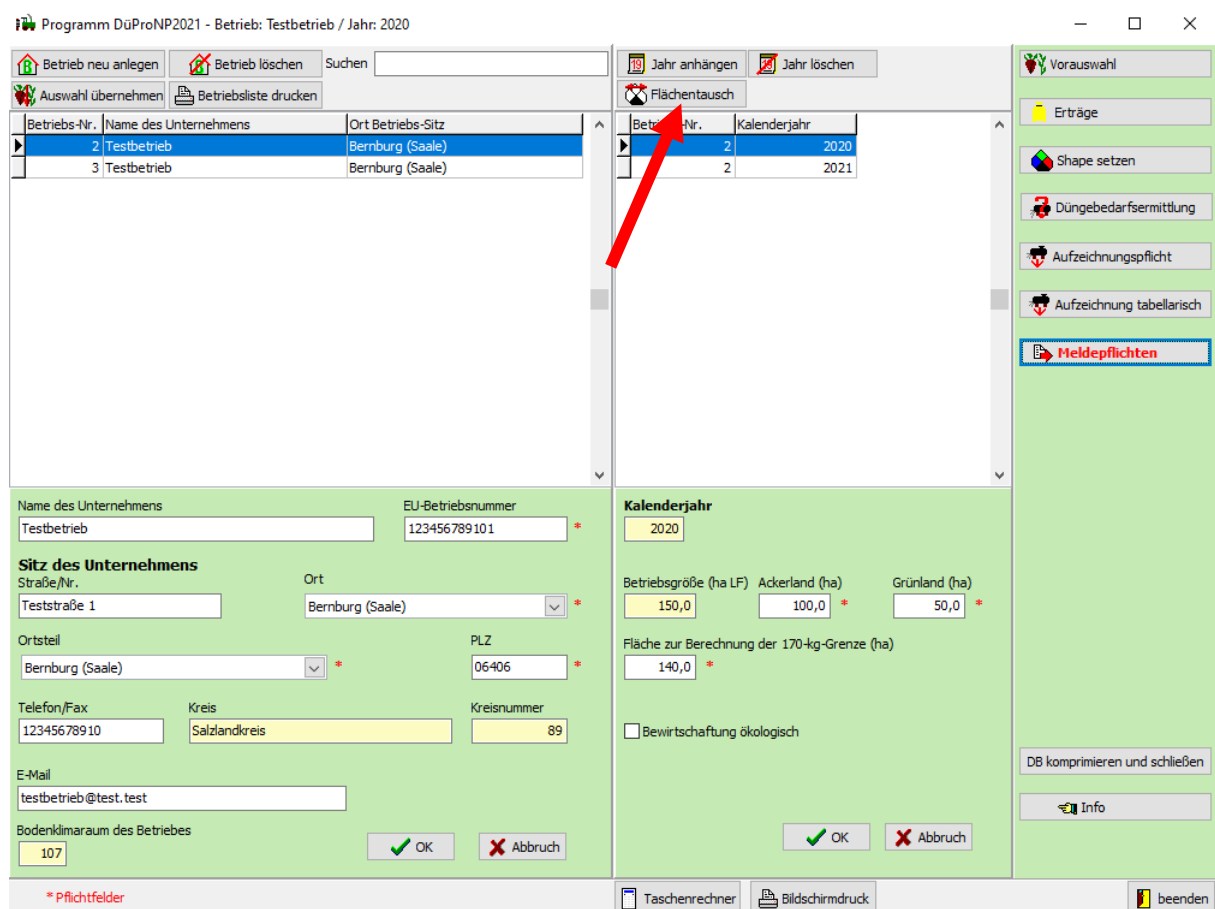 Programm DüProNP2021 - Betrieb: Testbetrieb / Jahr: 2020
Betrieb neu anlegen
Betrieb löschen
Suchen
Auswahl übernehmen
Betriebsliste drucken
Betriebs-Nr. Name des Unternehmens Ort Betriebs-Sitz
2 Testbetrieb Bernburg (Saale)
3 Testbetrieb Bernburg (Saale)
Jahr anhängen
Jahr löschen
Flächentausch
Kalenderjahr
2 2020
2 2021
Vorauswahl
Erträge
Shape setzen
Düngebedarfsermittlung
Aufzeichnungspflicht
Aufzeichnung tabellarisch
Meldepflichten
Name des Unternehmens EU-Betriebsnummer
Testbetrieb 123456789101 *
Sitz des Unternehmens
Straße/Nr. Ort
Teststraße 1 Bernburg (Saale) *
Ortsteil PLZ
Bernburg (Saale) * 06406 *
Telefon/Fax Kreis Kreisnummer
12345678910 Salzlandkreis 89
E-Mail
testbetrieb@test.test
Bodenklimaraum des Betriebes
107 OK Abbruch
Kalenderjahr
2020
Betriebsgröße (ha LF) Ackerland (ha) Grünland (ha)
150,0 100,0 * 50,0 *
Fläche zur Berechnung der 170-kg-Grenze (ha)
140,0 *
Bewirtschaftung ökologisch
OK Abbruch
DB komprimieren und schließen
Info
* Pflichtfelder
Taschenrechner
Bildschirmdruck
beenden